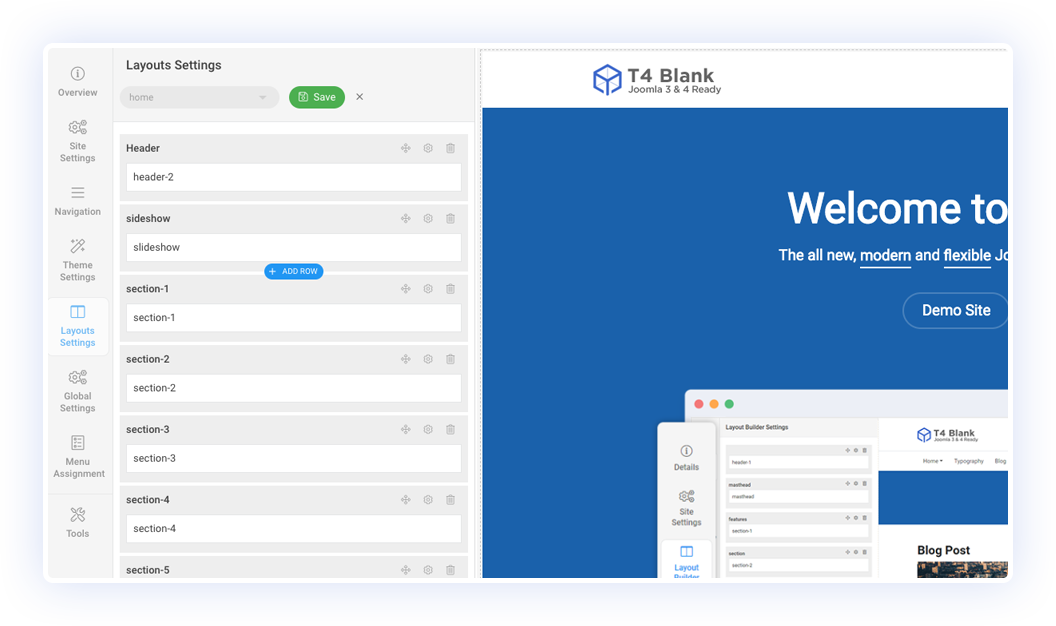 Overview
Site
Settings
Navigation
Theme
Settings
Layouts
Settings
Global
Settings
Menu
Assignment
Tools
Layouts Settings
home
Save
Header
header-2
sideshow
slideshow
+ ADD ROW
section-1
section-1
section-2
section-2
section-3
section-3
section-4
section-4
section-5
T4 Blank
Joomla 3 & 4 Ready
Welcome to
The all new, modern and flexible Jo
Demo Site
Details
Site
Settings
Layout
Builder
Layout Builder Settings
header-1
masthead
masthead
features
section-1
section
section-2
T4 Blank
Joomla 3 & 4 Ready
Home Typography Blog
Blog Post